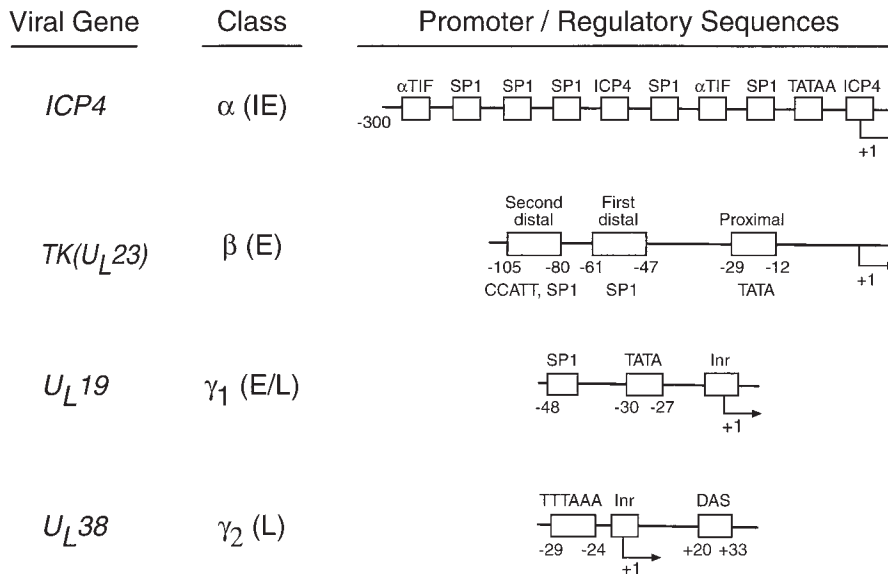 Viral Gene Class Promoter / Regulatory Sequences
ICP4 α (IE)
αTIF SP1 SP1 SP1 ICP4 SP1 αTIF SP1 TATAA ICP4
-300
+1
TK(UL23) β (E)
Second distal First distal Proximal
-105 -80 -61 -47 -29 -12
+1
CCATT, SP1 SP1 TATA
UL19 γ1 (E/L)
SP1 TATA Inr
-48 -30 -27
+1
UL38 γ2 (L)
TTTAAA Inr DAS
-29 -24 +20 +33
+1